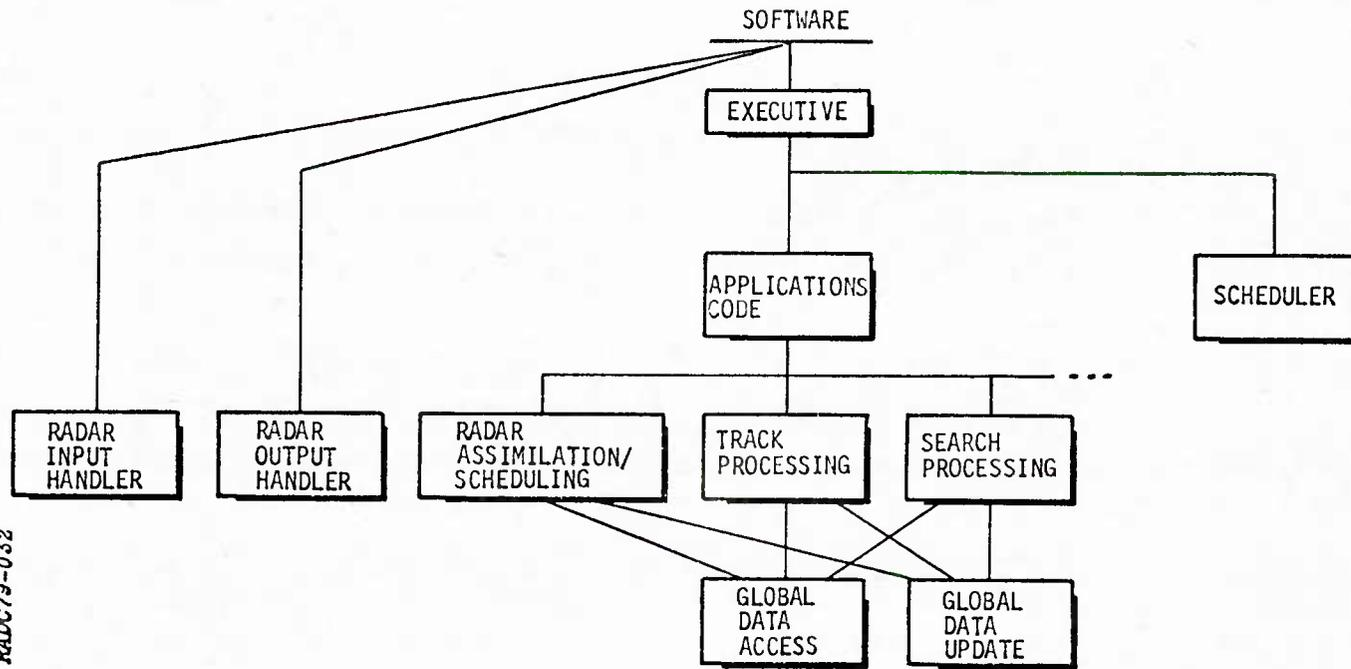 SOFTWARE
EXECUTIVE
APPLICATIONS
CODE
SCHEDULER
RADAR
INPUT
HANDLER
RADAR
OUTPUT
HANDLER
RADAR
ASSIMILATION/
SCHEDULING
TRACK
PROCESSING
SEARCH
PROCESSING
GLOBAL
DATA
ACCESS
GLOBAL
DATA
UPDATE
RADC79-032